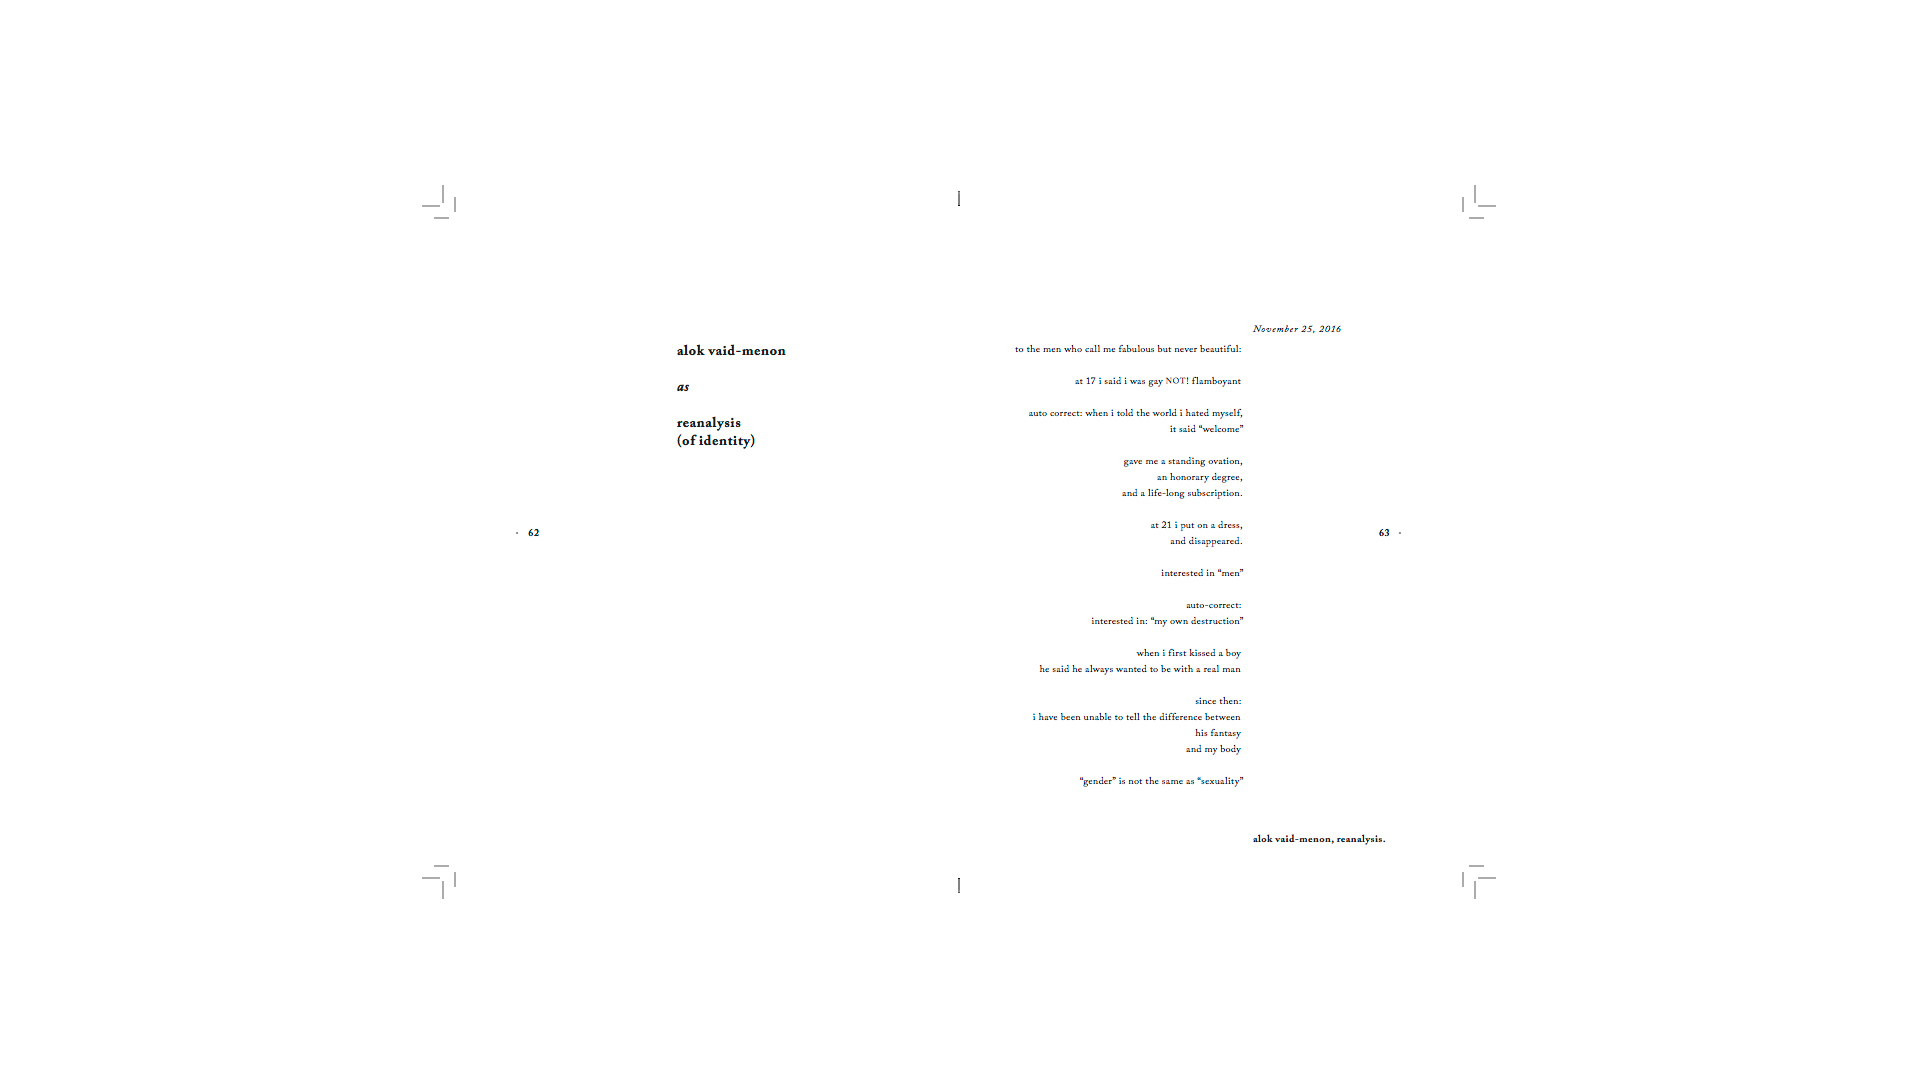 alok vaid-menon
as
reanalysis
(of identity)
· 62
November 25, 2016
to the men who call me fabulous but never beautiful:
at 17 i said i was gay NOT! flamboyant
auto correct: when i told the world i hated myself,
it said “welcome”
gave me a standing ovation,
an honorary degree,
and a life-long subscription.
at 21 i put on a dress,
and disappeared.
interested in “men”
auto-correct:
interested in: “my own destruction”
when i first kissed a boy
he said he always wanted to be with a real man
since then:
i have been unable to tell the difference between
his fantasy
and my body
“gender” is not the same as “sexuality”
63 ·
alok vaid-menon, reanalysis.